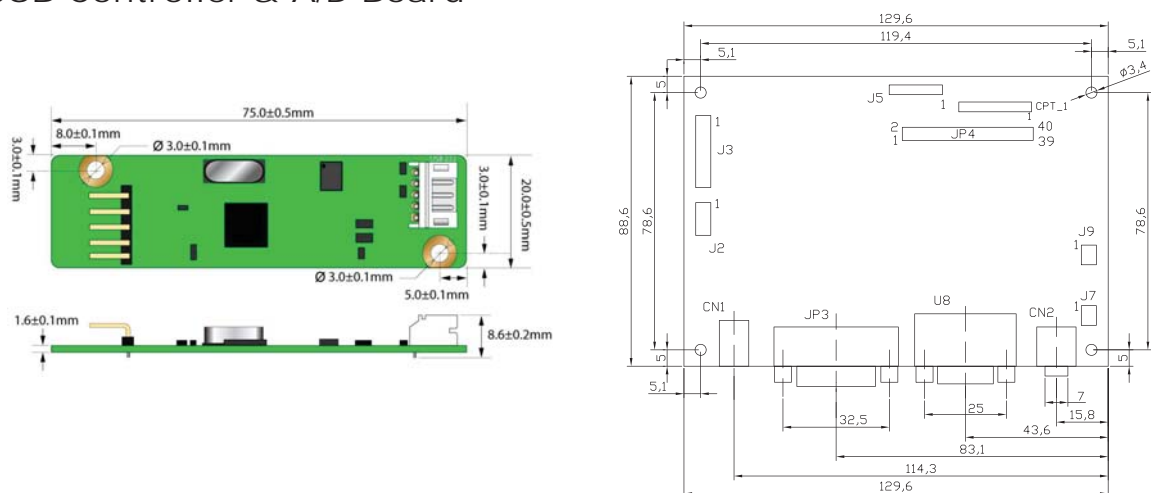 Controller & A/D Board
75.0±0.5mm
8.0±0.1mm
Ø 3.0±0.1mm
3.0±0.1mm
3.0±0.1mm
20.0±0.5mm
Ø 3.0±0.1mm
5.0±0.1mm
1.6±0.1mm
8.6±0.2mm
129,6
119,4
5,1
5,1
5
ø3,4
J5
1
CPT_1
1
2
40
1
JP4
39
1
J3
88,6
78,6
78,6
1
J2
J9
1
U8
J7
CN1
JP3
CN2
1
5
5
5,1
7
32,5
25
15,8
43,6
83,1
114,3
129,6